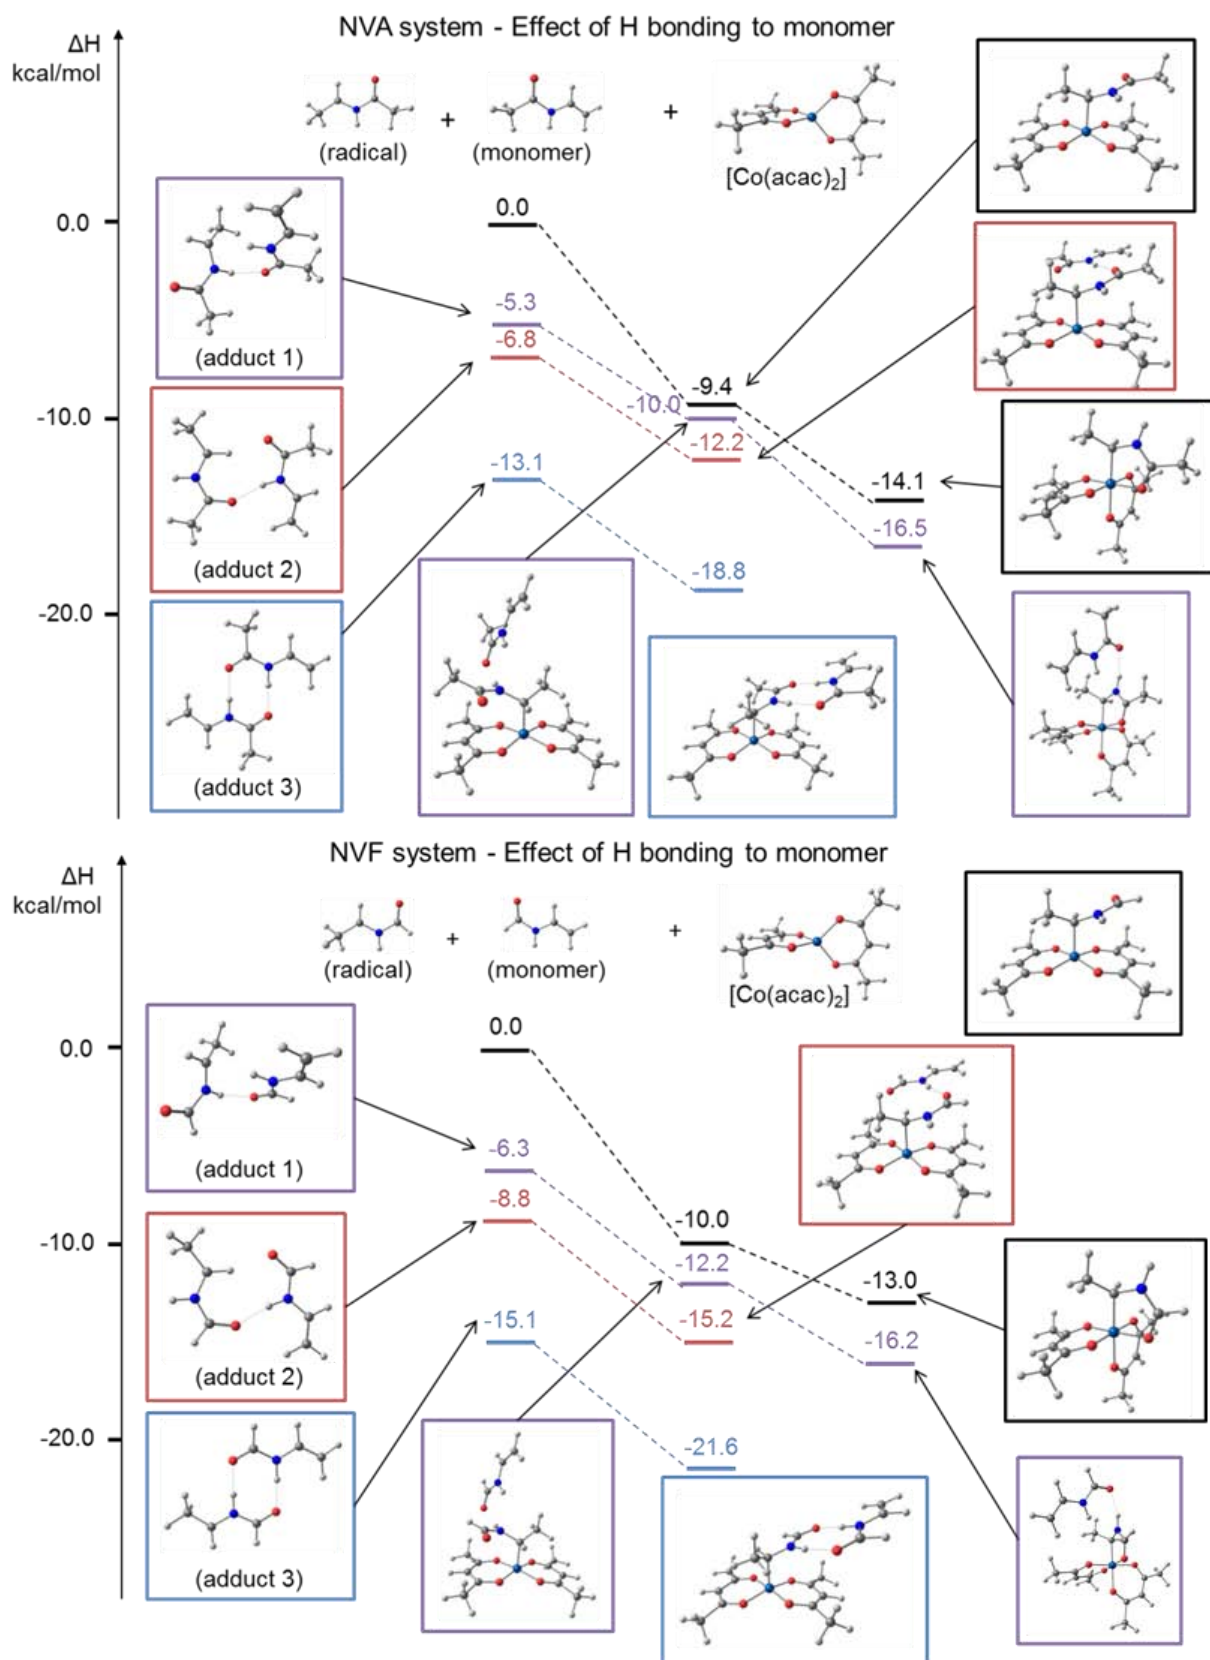 NVA system - Effect of H bonding to monomer
ΔH
kcal/mol
+
+
(radical)
(monomer)
[Co(acac)2]
0.0
0.0
-5.3
-6.8
(adduct 1)
-9.4
-10.0
-10.0
-12.2
-13.1
-14.1
-16.5
(adduct 2)
-18.8
-20.0
(adduct 3)
NVF system - Effect of H bonding to monomer
ΔH
kcal/mol
+
+
(radical)
(monomer)
[Co(acac)2]
0.0
0.0
-6.3
(adduct 1)
-8.8
-10.0
-10.0
-12.2
-13.0
-15.1
-15.2
-16.2
(adduct 2)
-20.0
-21.6
(adduct 3)